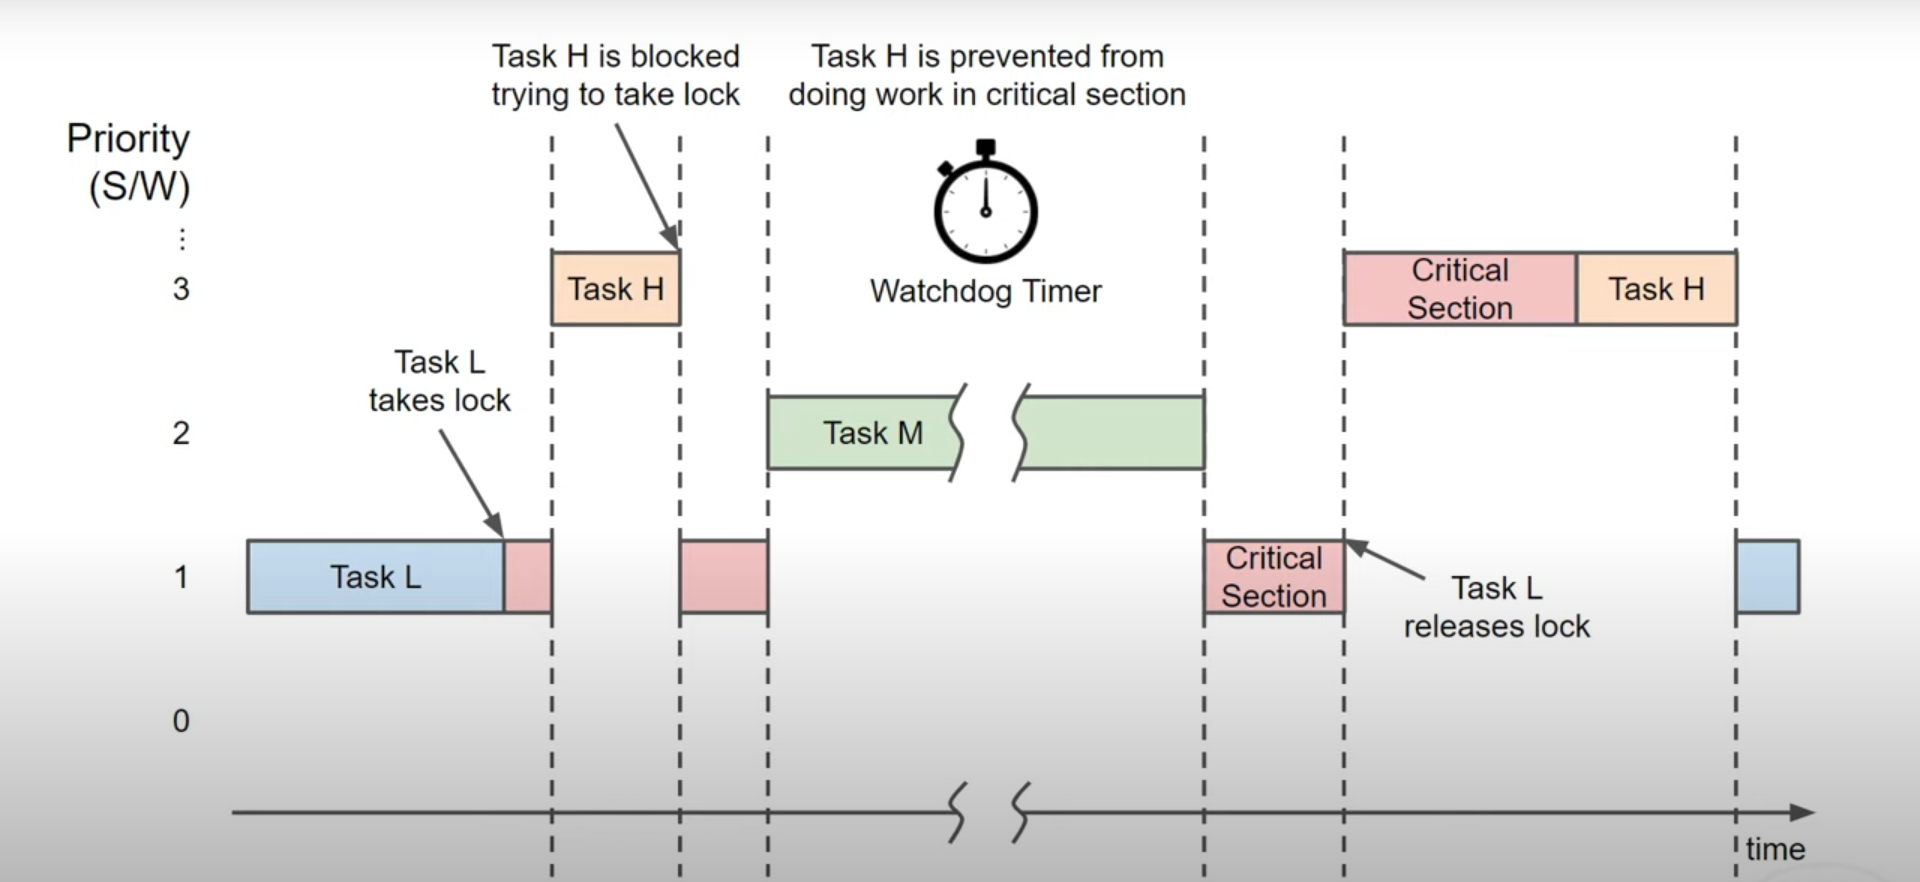 Task H is blocked
trying to take lock
Task H is prevented from
doing work in critical section
Priority
(S/W)
⋮
3
Task H
Watchdog Timer
Critical
Section
Task H
Task L
takes lock
2
Task M
1
Task L
Critical
Section
Task L
releases lock
0
time